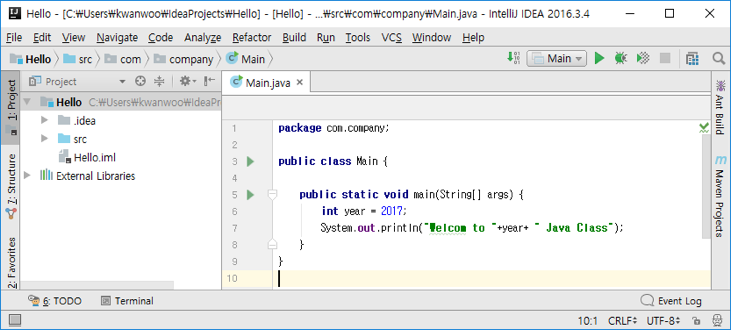 Hello - [C:₩Users₩kwanwoo₩IdeaProjects₩Hello] - [Hello] - ...₩src₩com₩company₩Main.java - IntelliJ IDEA 2016.3.4
File Edit View Navigate Code Analyze Refactor Build Run Tools VCS Window Help
Hello src com company Main Main
1: Project
Z: Structure
2: Favorites
Project
Hello C:₩Users₩kwanwoo₩IdeaPr
.idea
src
Hello.iml
External Libraries
Main.java ×
1 package com.company;
2
3 public class Main {
4
5 public static void main(String[] args) {
6 int year = 2017;
7 System.out.println("Welcom to "+year+ " Java Class");
8 }
9 }
10
Ant Build
Maven Projects
6: TODO Terminal Event Log
10:1 CRLF UTF-8